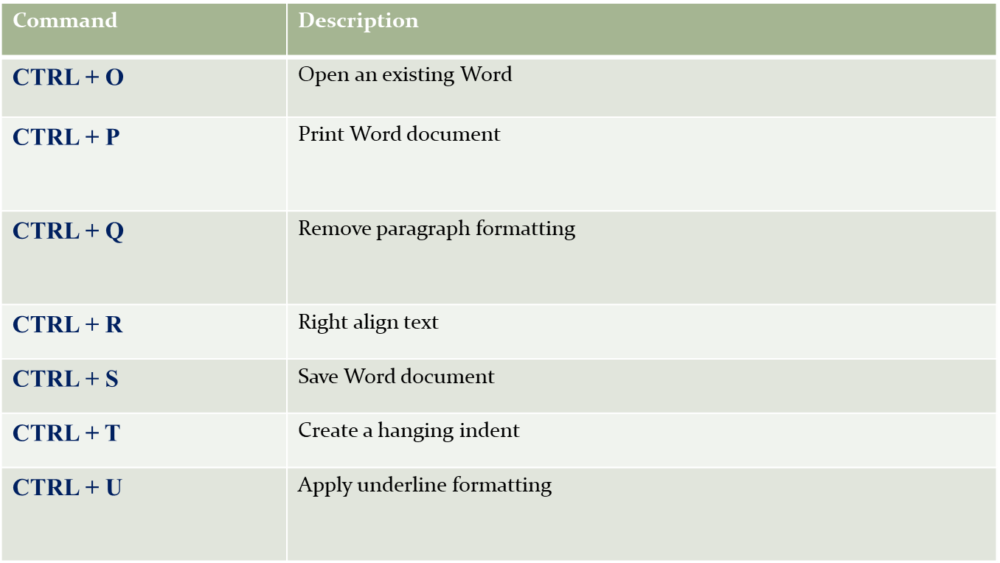 Command Description
CTRL + O Open an existing Word
CTRL + P Print Word document
CTRL + Q Remove paragraph formatting
CTRL + R Right align text
CTRL + S Save Word document
CTRL + T Create a hanging indent
CTRL + U Apply underline formatting